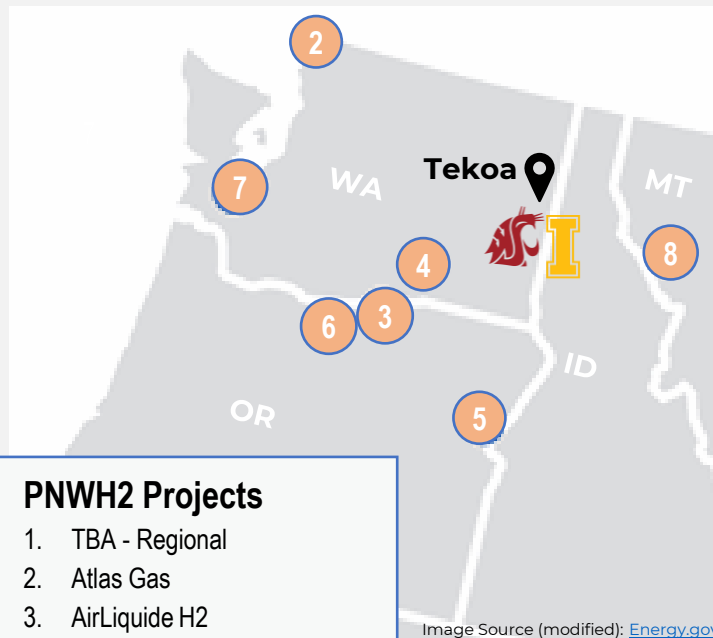 2
7
WA
Tekoa
MT
WSC
I
8
4
3
6
ID
5
OR
PNWH2 Projects
1. TBA - Regional
2. Atlas Gas
3. AirLiquide H2
Image Source (modified): Energy.gov